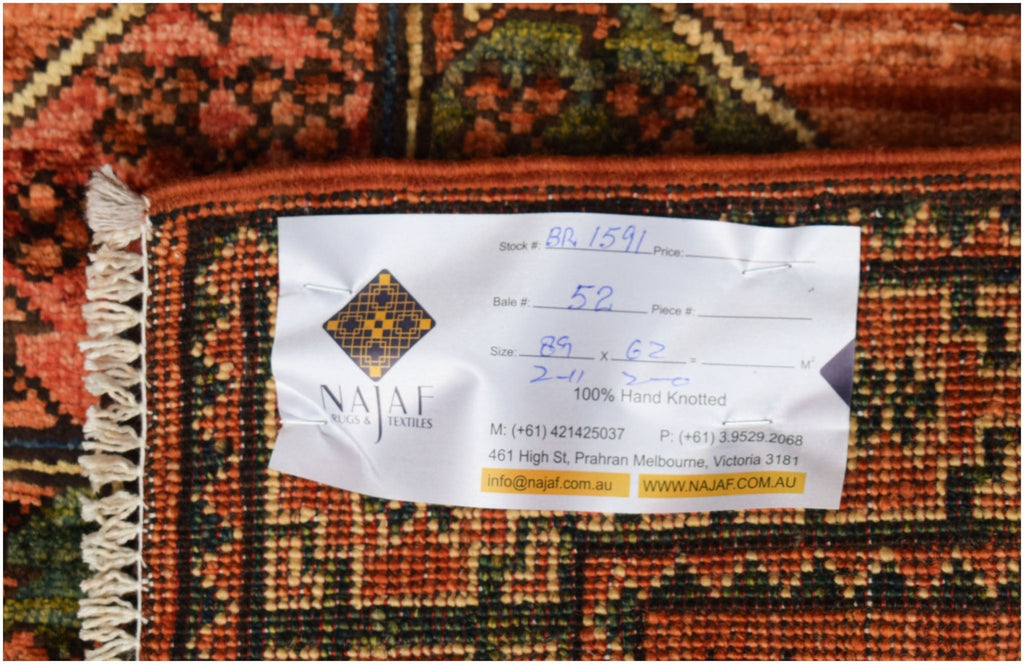 Stock #: BR 1591 Price:
Bale #: 52 Piece #:
Size: 89 x 62 = M²
2-11 2-0
100% Hand Knotted
NAJAF
RUGS & TEXTILES
M: (+61) 421425037 P: (+61) 3.9529.2068
461 High St, Prahran Melbourne, Victoria 3181
info@najaf.com.au WWW.NAJAF.COM.AU